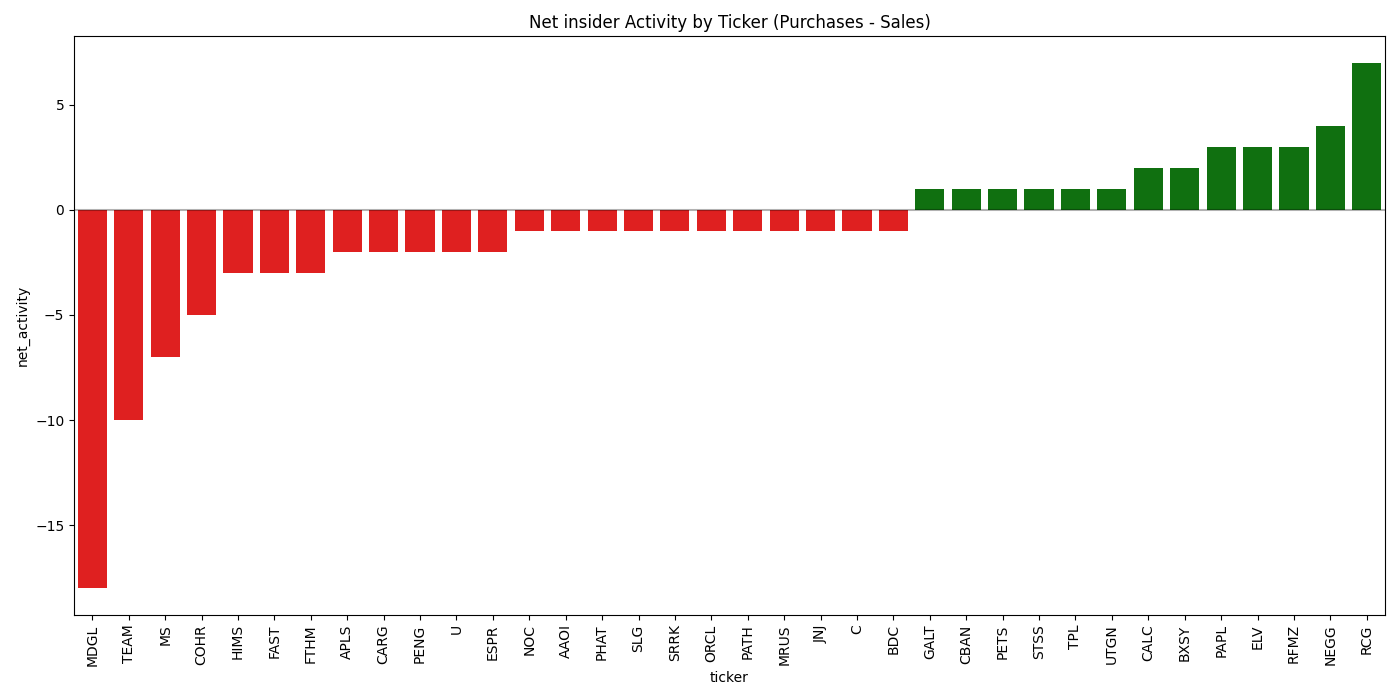 Net insider Activity by Ticker (Purchases - Sales)
net_activity
5
0
−5
−10
−15
MDGL
TEAM
MS
COHR
HIMS
FAST
FTHM
APLS
CARG
PENG
U
ESPR
NOC
AAOI
PHAT
SLG
SRRK
ORCL
PATH
MRUS
JNJ
C
BDC
GALT
CBAN
PETS
STSS
TPL
UTGN
CALC
BXSY
PAPL
ELV
RFMZ
NEGG
RCG
ticker